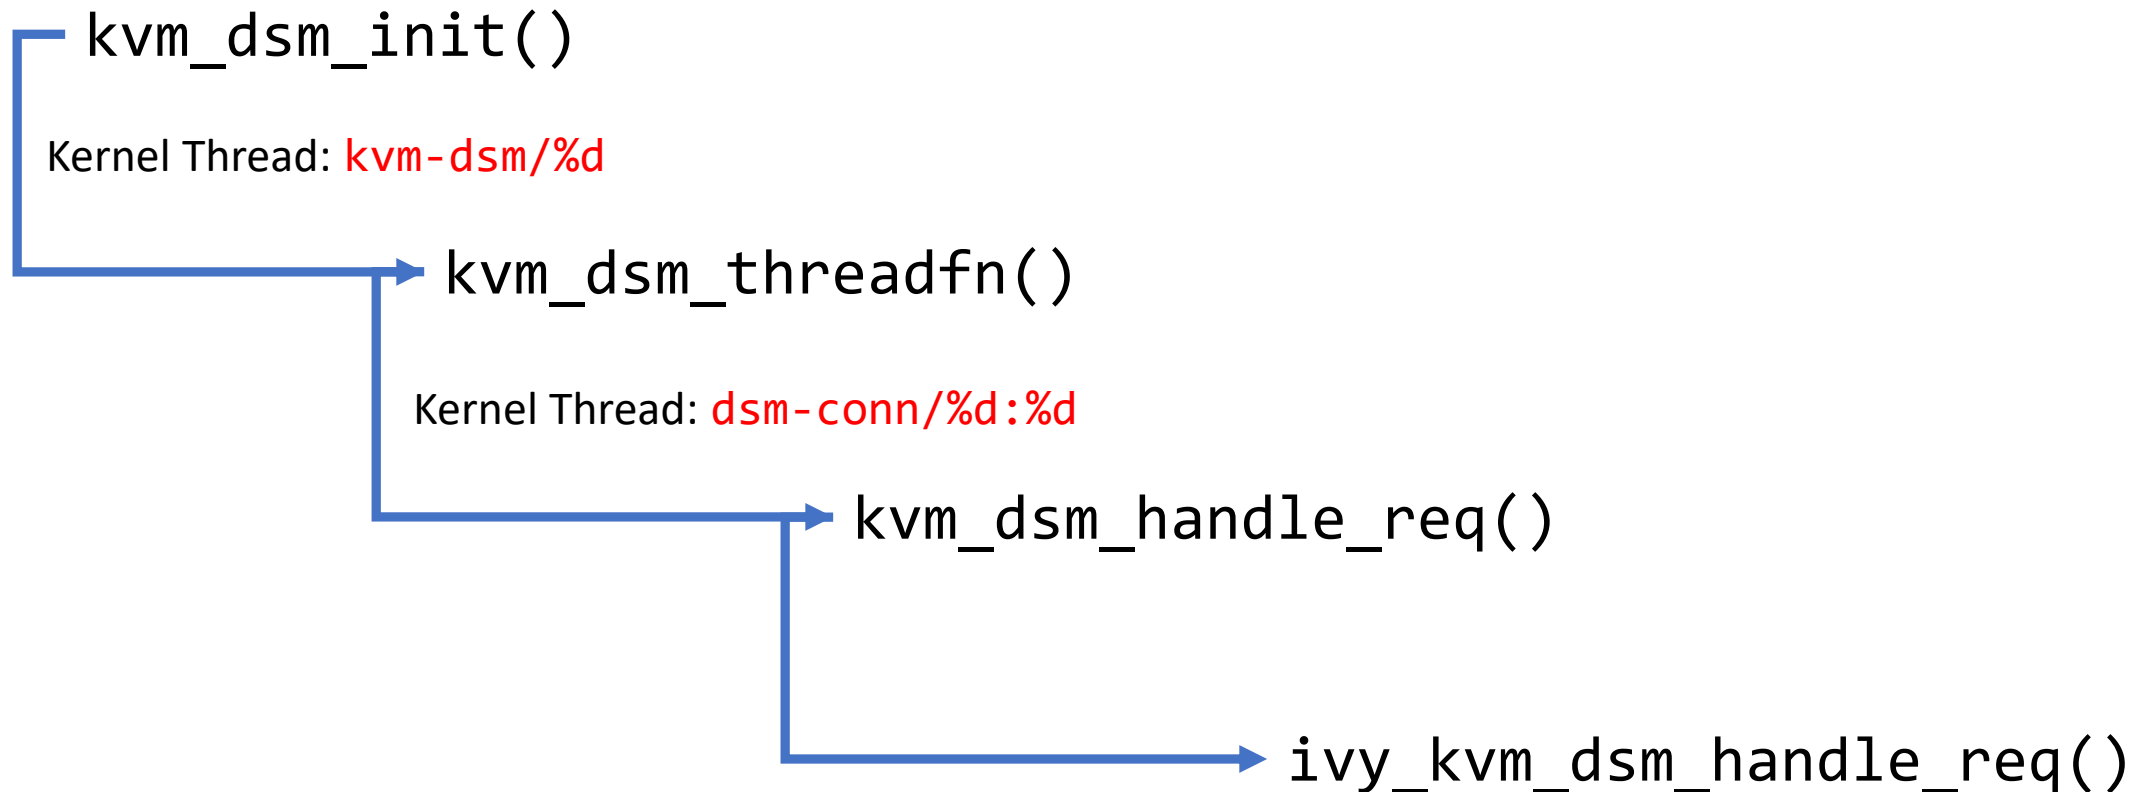 kvm_dsm_init()
Kernel Thread: kvm-dsm/%d
kvm_dsm_threadfn()
Kernel Thread: dsm-conn/%d:%d
kvm_dsm_handle_req()
ivy_kvm_dsm_handle_req()